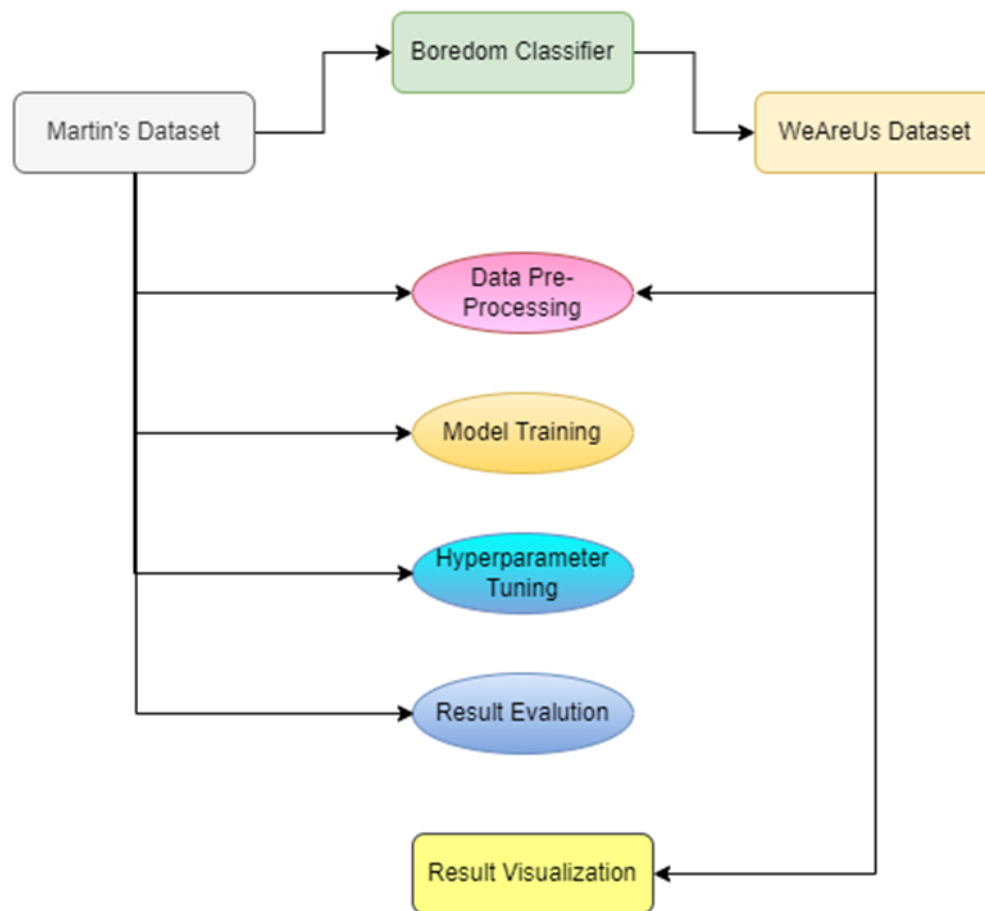 Boredom Classifier
Martin's Dataset
WeAreUs Dataset
Data Pre-
Processing
Model Training
Hyperparameter
Tuning
Result Evalution
Result Visualization